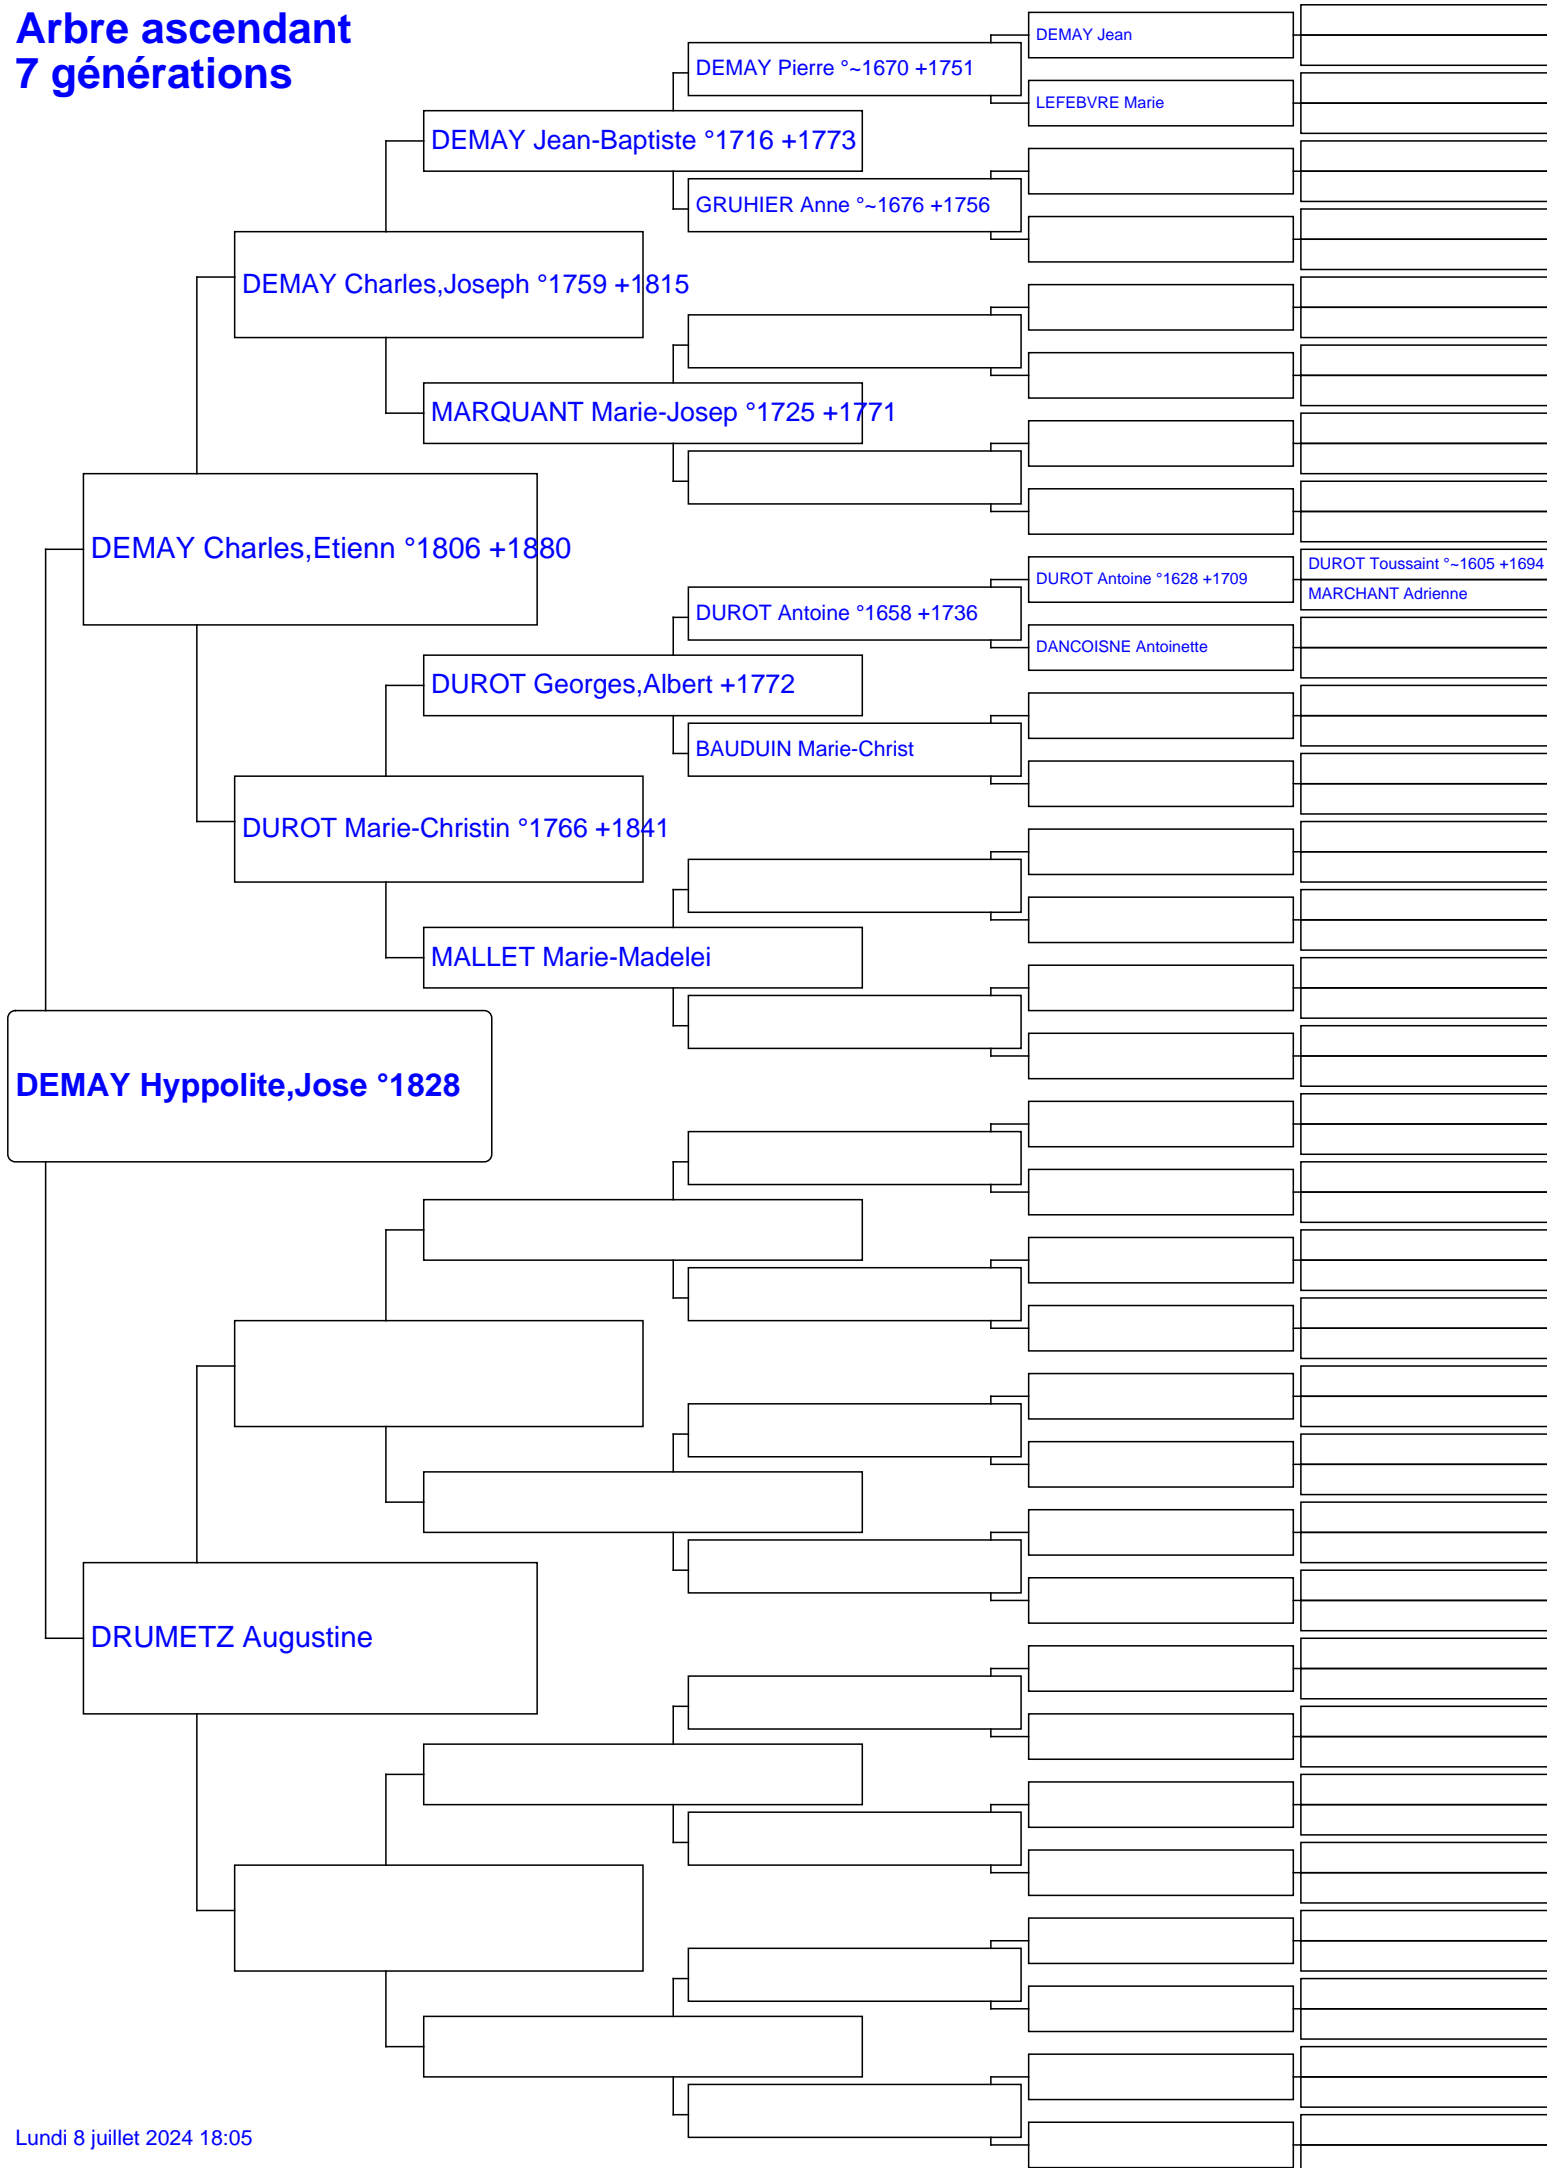 Arbre ascendant
7 générations
DEMAY Jean
DEMAY Pierre °~1670 +1751
LEFEBVRE Marie
DEMAY Jean-Baptiste °1716 +1773
GRUHIER Anne °~1676 +1756
DEMAY Charles,Joseph °1759 +1815
MARQUANT Marie-Josep °1725 +1771
DEMAY Charles,Etienn °1806 +1880
DUROT Toussaint °~1605 +1694
DUROT Antoine °1628 +1709
MARCHANT Adrienne
DUROT Antoine °1658 +1736
DANCOISNE Antoinette
DUROT Georges,Albert +1772
BAUDUIN Marie-Christ
DUROT Marie-Christin °1766 +1841
MALLET Marie-Madelei
DEMAY Hyppolite,Jose °1828
DRUMETZ Augustine
Lundi 8 juillet 2024 18:05